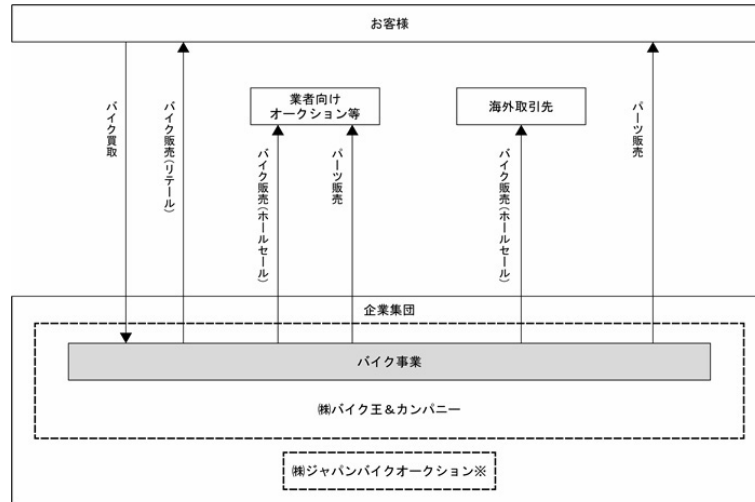 お客様
バイク買取
バイク販売(リテール)
業者向け
オークション等
海外取引先
パーツ販売
バイク販売(ホールセール)
パーツ販売
バイク販売(ホールセール)
企業集団
バイク事業
㈱バイク王&カンパニー
㈱ジャパンバイクオークション※